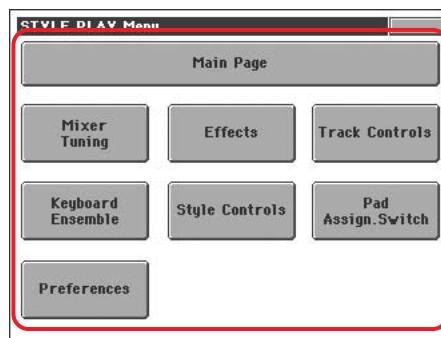 STYLE PLAY Menu
Main Page
Mixer
Tuning
Effects
Track Controls
Keyboard
Ensemble
Style Controls
Pad
Assign.Switch
Preferences